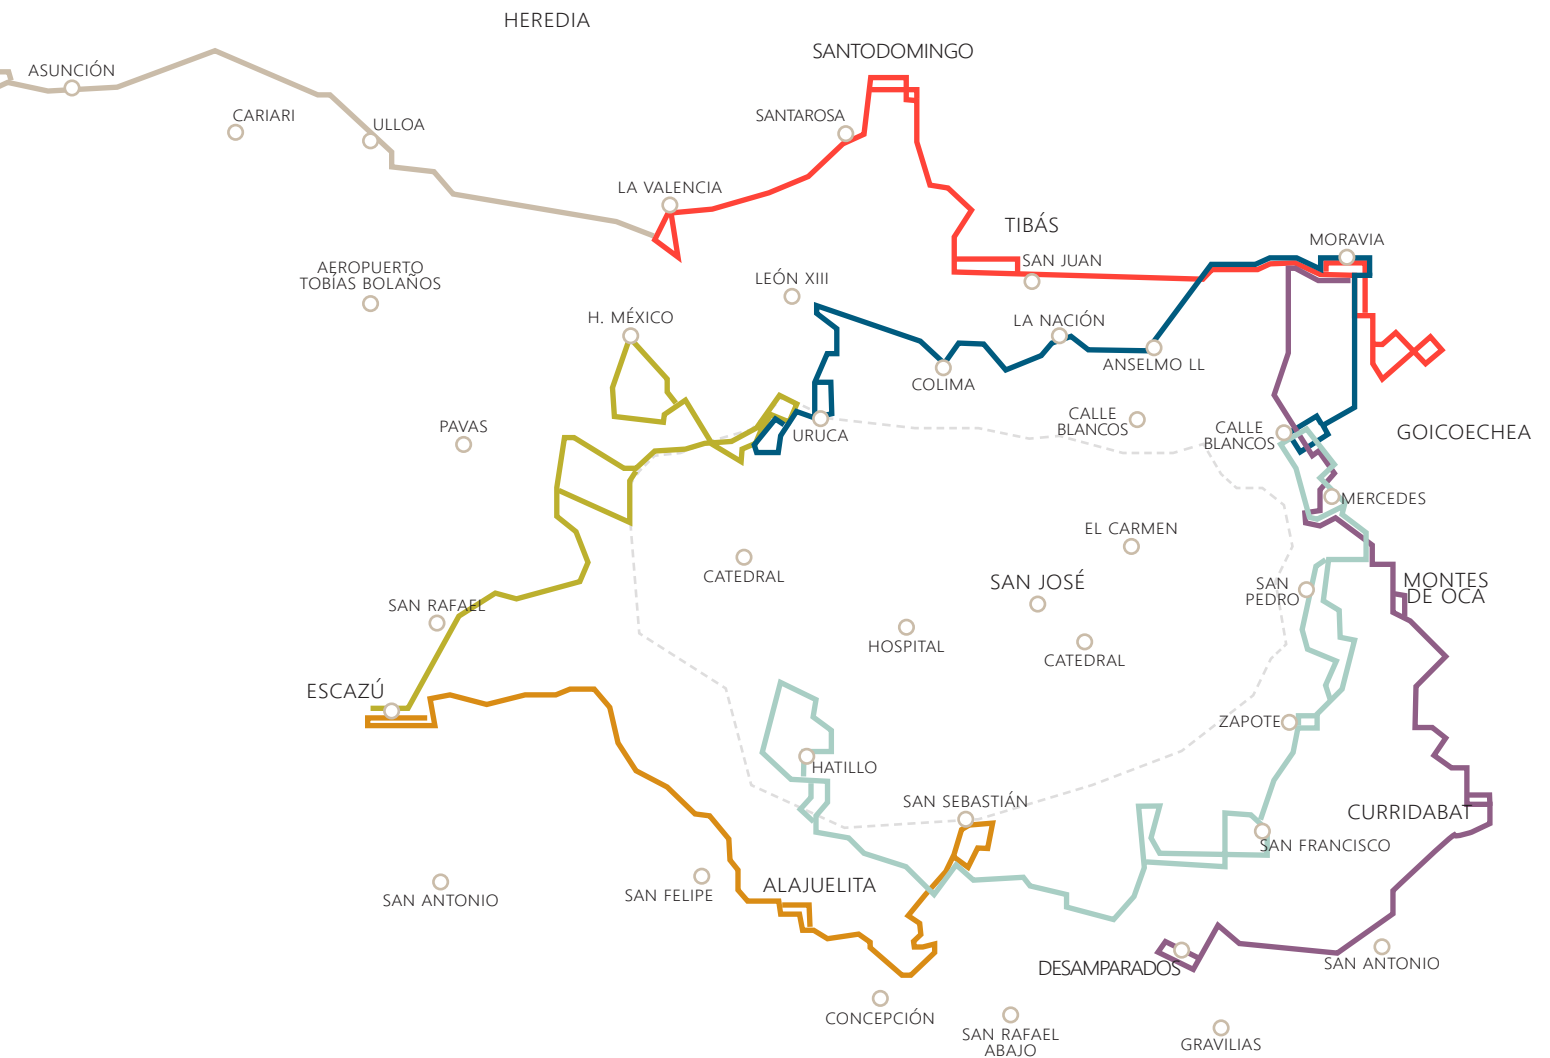 HEREDIA
SANTODOMINGO
ASUNCIÓN
CARIARI
ULLOA
SANTAROSA
LA VALENCIA
TIBÁS
MORAVIA
SAN JUAN
AEROPUERTO
TOBÍAS BOLAÑOS
LEÓN XIII
H. MÉXICO
LA NACIÓN
ANSELMO LL
COLIMA
PAVAS
URUCA
CALLE
BLANCOS
CALLE
BLANCOS
GOICOECHEA
MERCEDES
EL CARMEN
CATEDRAL
SAN JOSÉ
SAN
PEDRO
MONTES
DE OCA
SAN RAFAEL
HOSPITAL
CATEDRAL
ESCAZÚ
ZAPOTE
HATILLO
SAN SEBASTIÁN
CURRIDABAT
SAN FRANCISCO
SAN ANTONIO
SAN FELIPE
ALAJUELITA
DESAMPARADOS
SAN ANTONIO
CONCEPCIÓN
SAN RAFAEL
ABAJO
GRAVILIAS